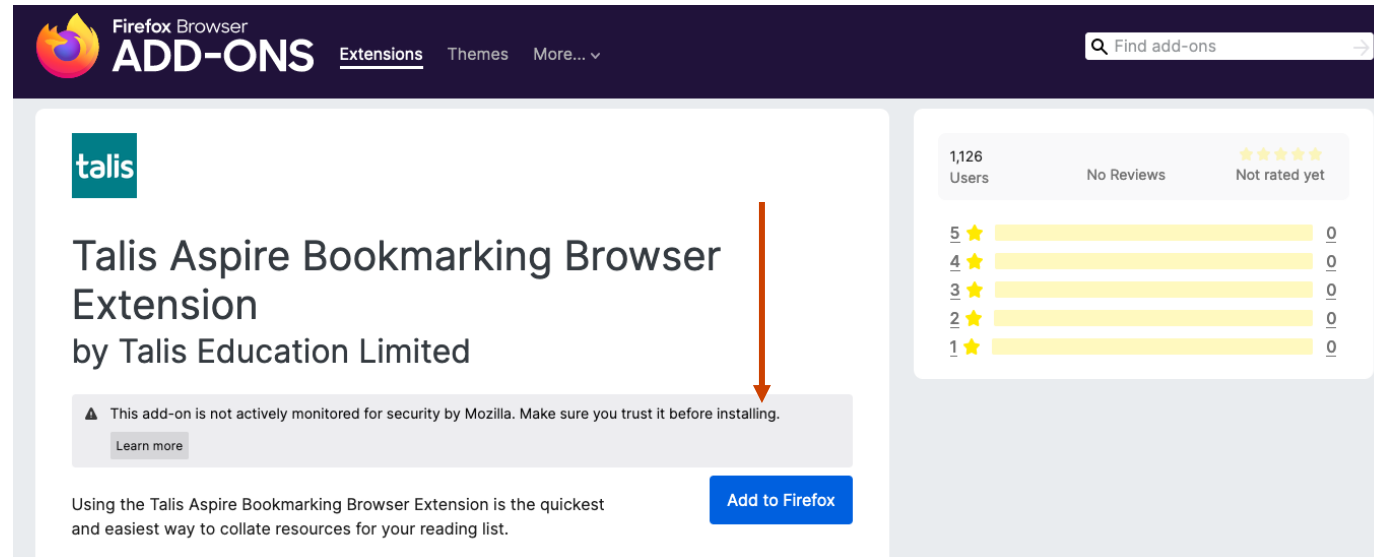 Firefox Browser
ADD-ONS
Extensions
Themes
More...
Find add-ons
talis
Talis Aspire Bookmarking Browser
Extension
by Talis Education Limited
This add-on is not actively monitored for security by Mozilla. Make sure you trust it before installing.
Learn more
Using the Talis Aspire Bookmarking Browser Extension is the quickest
and easiest way to collate resources for your reading list.
Add to Firefox
1,126
Users
No Reviews
Not rated yet
5 0
4 0
3 0
2 0
1 0